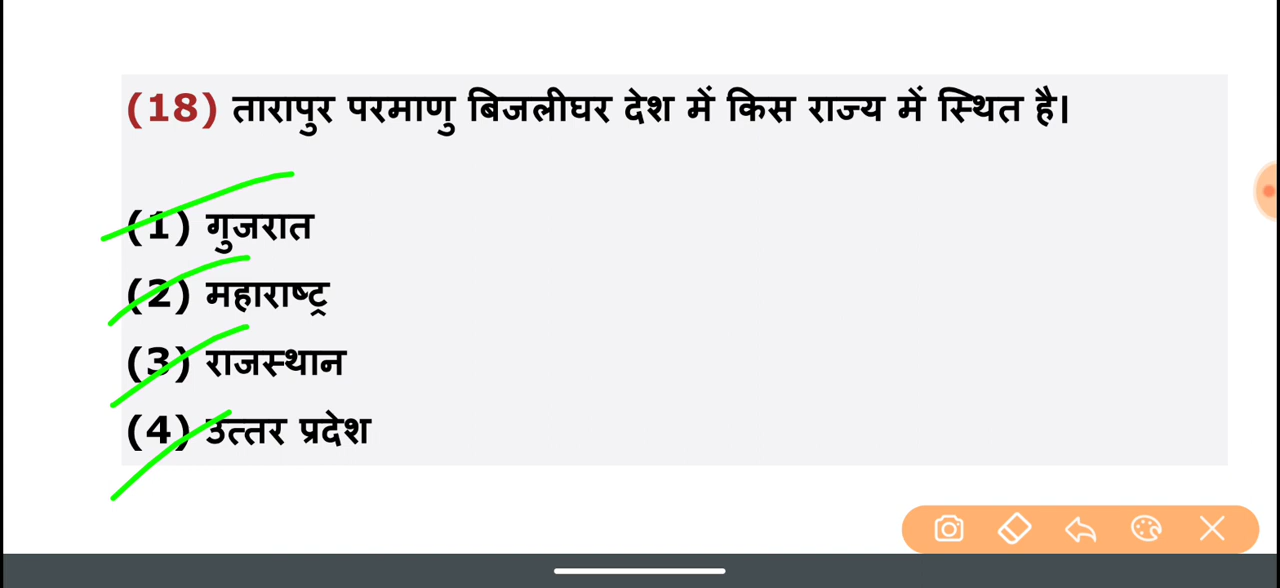 (18) तारापुर परमाणु बिजलीघर देश में किस राज्य में स्थित है।
(1) गुजरात
(2) महाराष्ट्र
(3) राजस्थान
(4) उत्तर प्रदेश